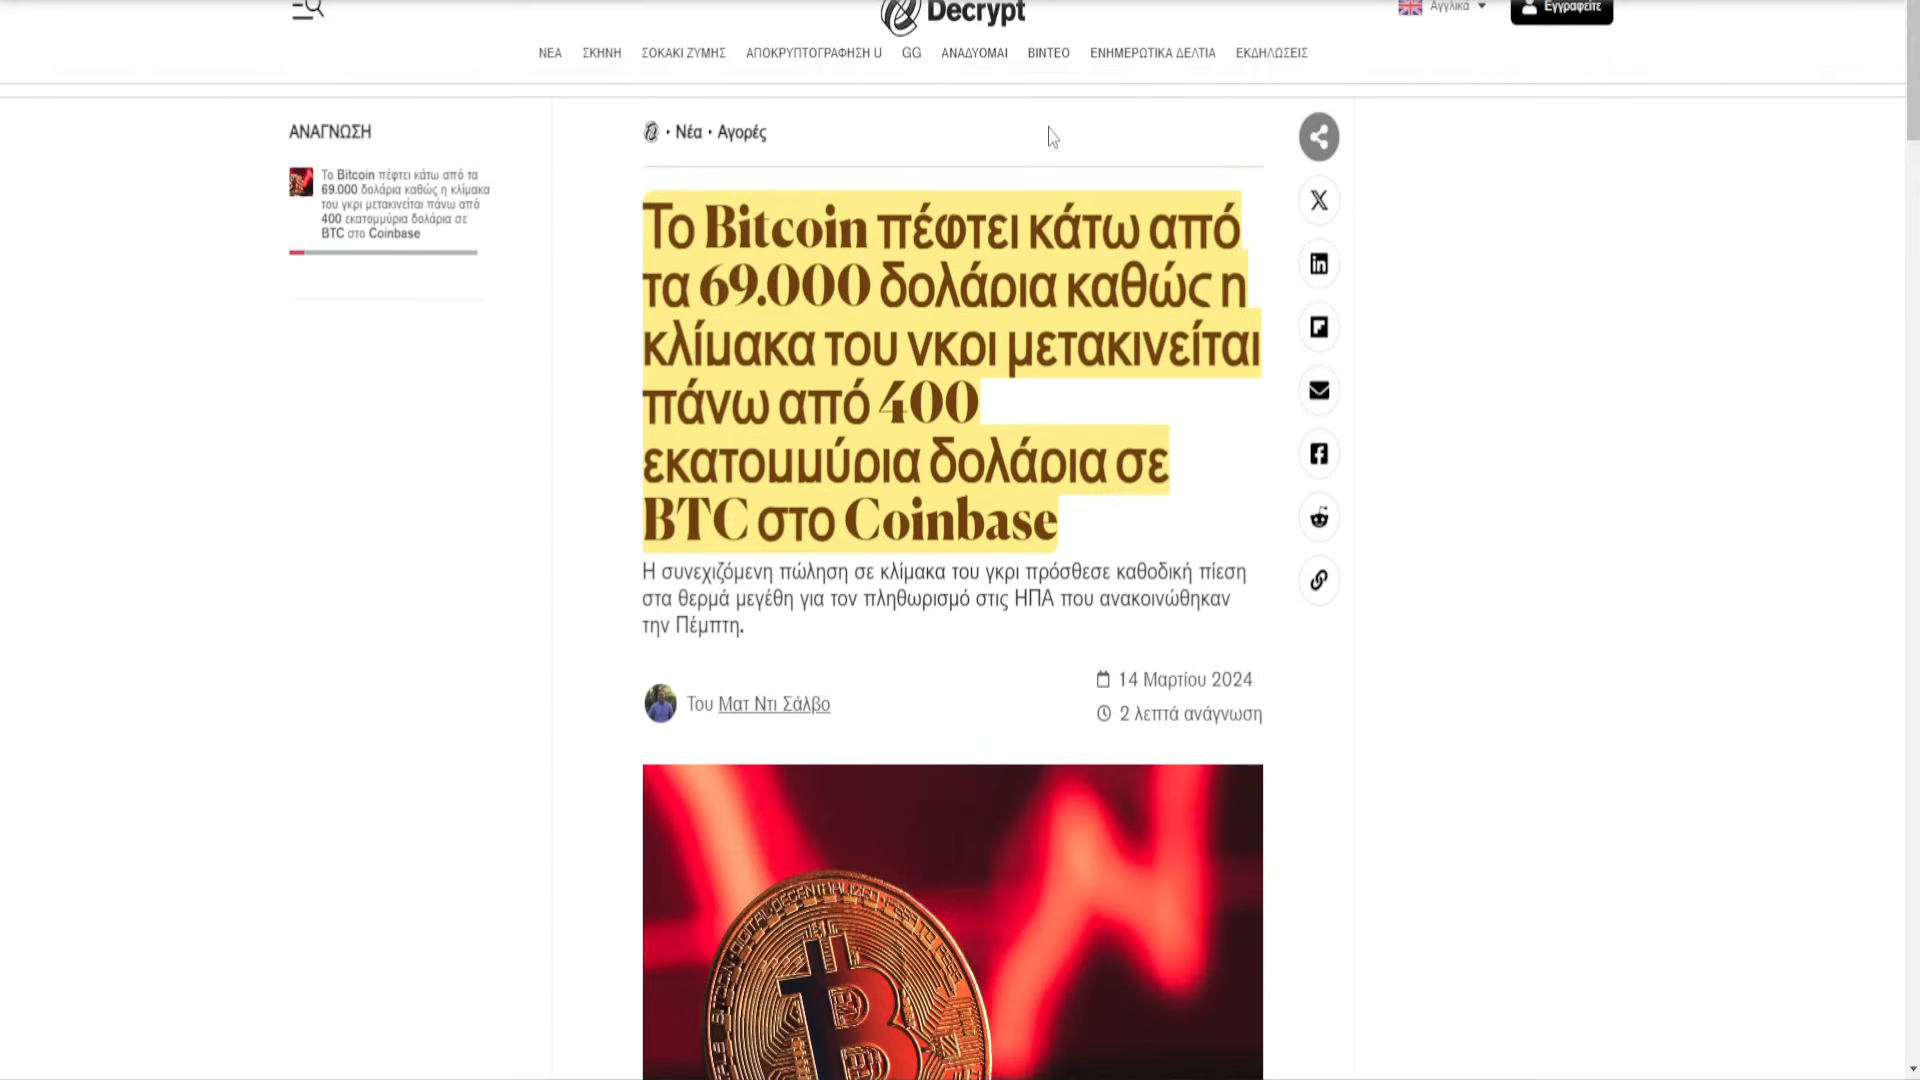 Decrypt
Αγγλικά
Εγγραφείτε
ΝΕΑ ΣΚΗΝΗ ΣΟΚΑΚΙ ΖΥΜΗΣ ΑΠΟΚΡΥΠΤΟΓΡΑΦΗΣΗ U GG ΑΝΑΔΥΟΜΑΙ ΒΙΝΤΕΟ ΕΝΗΜΕΡΩΤΙΚΑ ΔΕΛΤΙΑ ΕΚΔΗΛΩΣΕΙΣ
ΑΝΑΓΝΩΣΗ
Το Bitcoin πέφτει κάτω από τα
69.000 δολάρια καθώς η κλίμακα
του γκρι μετακινείται πάνω από
400 εκατομμύρια δολάρια σε
BTC στο Coinbase
Νέα Αγορές
Το Bitcoin πέφτει κάτω από
τα 69.000 δολάρια καθώς η
κλίμακα του γκρι μετακινείται
πάνω από 400
εκατομμύρια δολάρια σε
BTC στο Coinbase
Η συνεχιζόμενη πώληση σε κλίμακα του γκρι πρόσθεσε καθοδική πίεση
στα θερμά μεγέθη για τον πληθωρισμό στις ΗΠΑ που ανακοινώθηκαν
την Πέμπτη.
Του Ματ Ντι Σάλβο
14 Μαρτίου 2024
2 λεπτά ανάγνωση